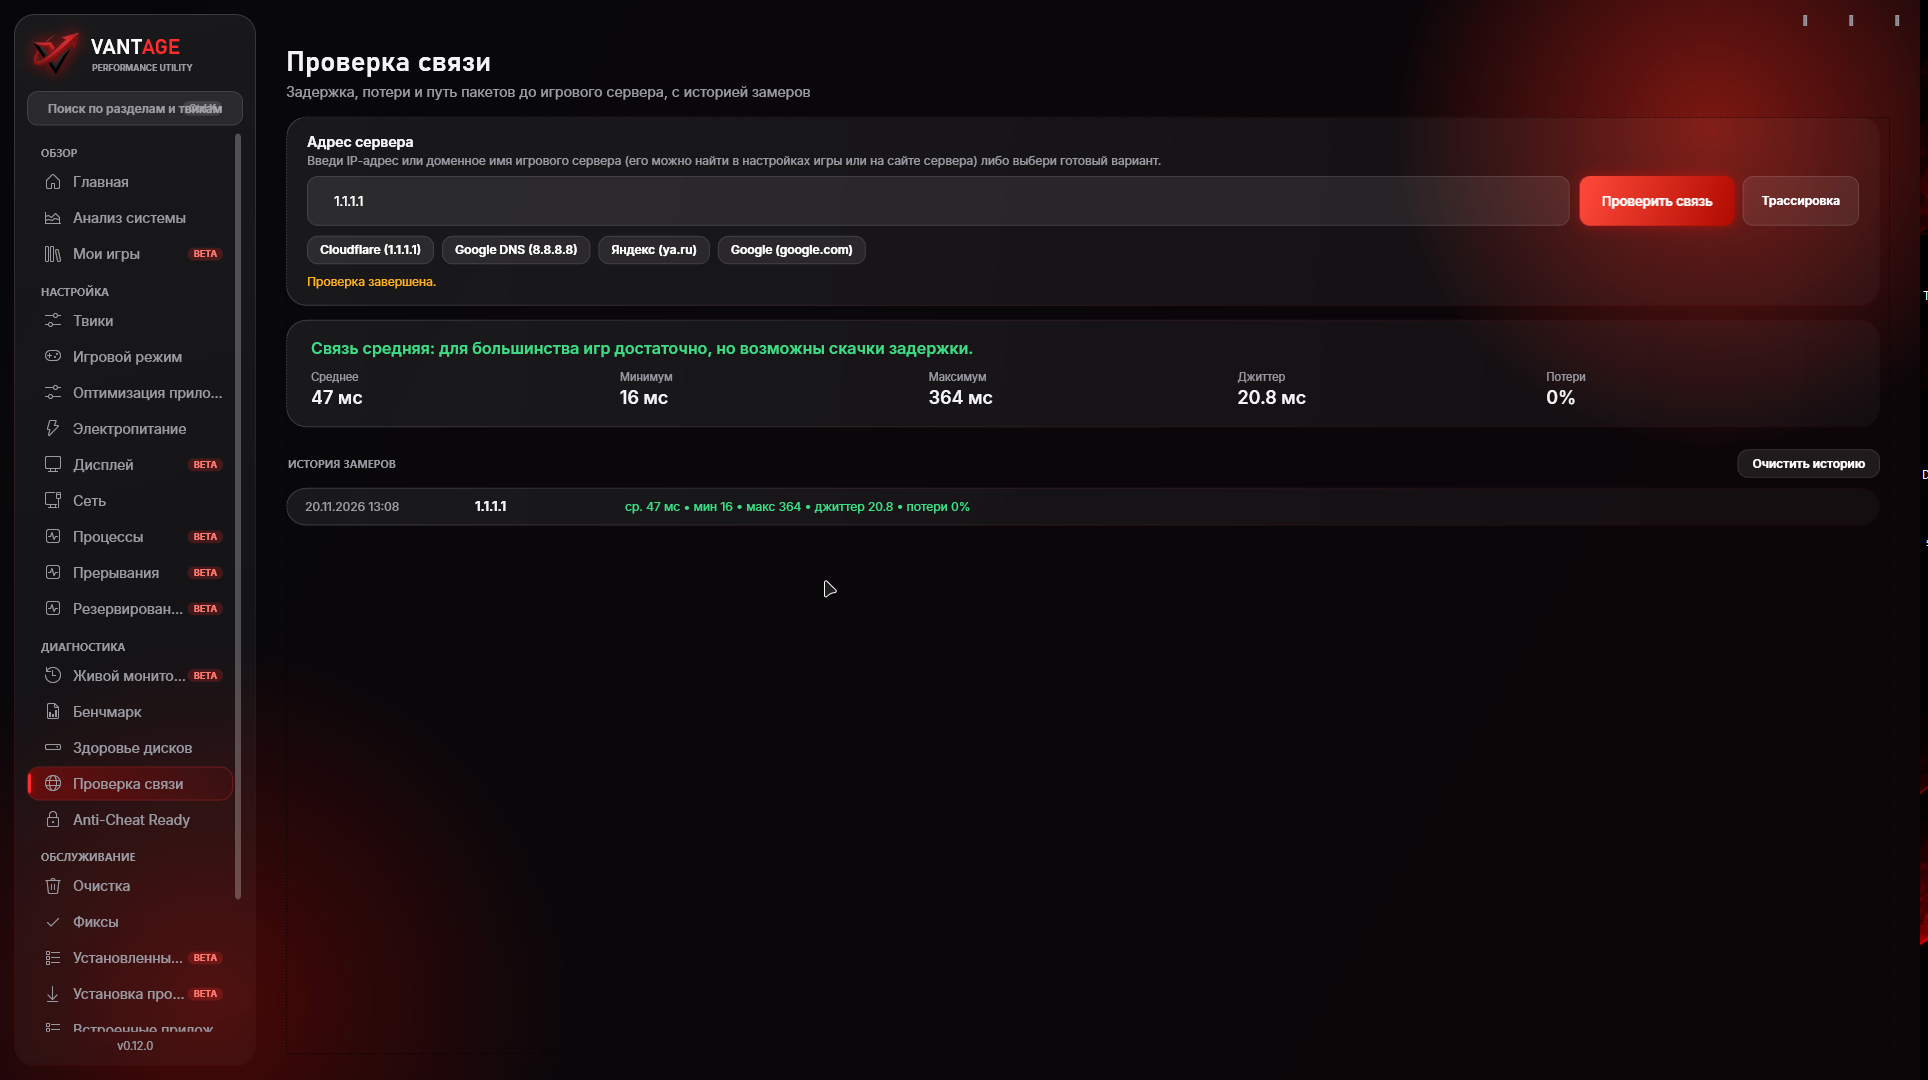 VANTAGE
PERFORMANCE UTILITY
Поиск по разделам и твикам
ОБЗОР
Главная
Анализ системы
Мои игры BETA
НАСТРОЙКА
Твики
Игровой режим
Оптимизация прило...
Электропитание
Дисплей BETA
Сеть
Процессы BETA
Прерывания BETA
Резервирован... BETA
ДИАГНОСТИКА
Живой монито... BETA
Бенчмарк
Здоровье дисков
Проверка связи
Anti-Cheat Ready
ОБСЛУЖИВАНИЕ
Очистка
Фиксы
Установленны... BETA
Установка про... BETA
Встроенные прилож
v0.12.0
Проверка связи
Задержка, потери и путь пакетов до игрового сервера, с историей замеров
Адрес сервера
Введи IP-адрес или доменное имя игрового сервера (его можно найти в настройках игры или на сайте сервера) либо выбери готовый вариант.
1.1.1.1
Проверить связь
Трассировка
Cloudflare (1.1.1.1)
Google DNS (8.8.8.8)
Яндекс (ya.ru)
Google (google.com)
Проверка завершена.
Связь средняя: для большинства игр достаточно, но возможны скачки задержки.
Среднее
47 мс
Минимум
16 мс
Максимум
364 мс
Джиттер
20.8 мс
Потери
0%
ИСТОРИЯ ЗАМЕРОВ
Очистить историю
20.11.2026 13:08
1.1.1.1
ср. 47 мс • мин 16 • макс 364 • джиттер 20.8 • потери 0%